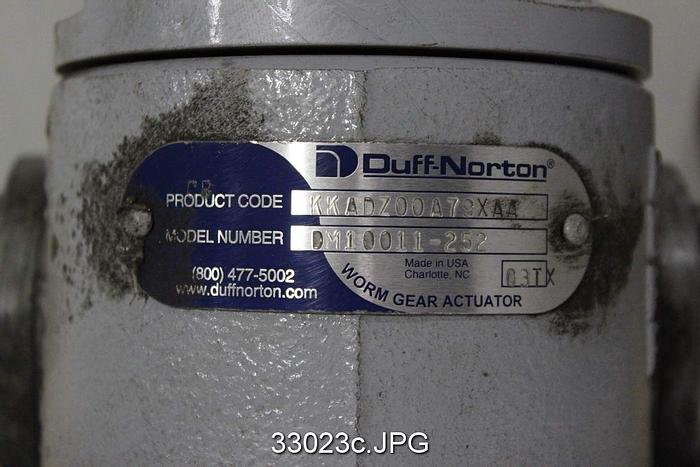 Duff-Norton®
CR
PRODUCT CODE KKADZ00A79XAA
MODEL NUMBER DM10011-252
Made in USA
Charlotte, NC
03TX
(800) 477-5002
www.duffnorton.com
WORM GEAR ACTUATOR
33023c.JPG